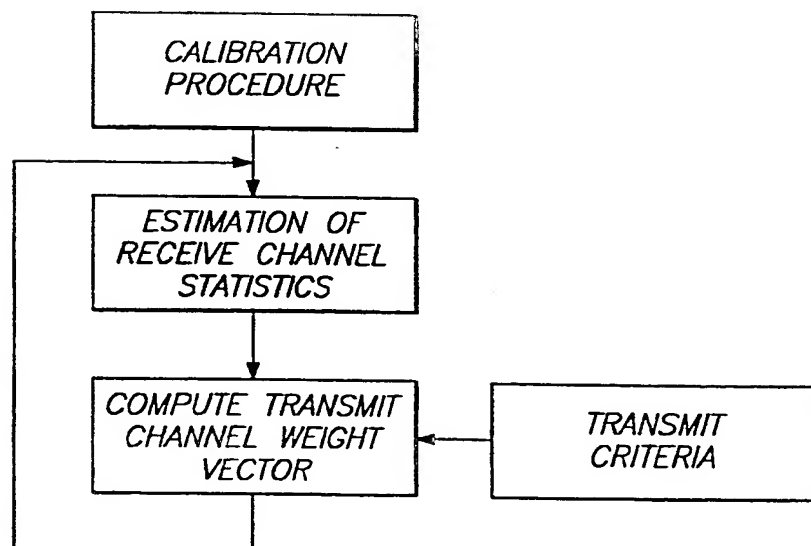 CALIBRATION
PROCEDURE
ESTIMATION OF
RECEIVE CHANNEL
STATISTICS
COMPUTE TRANSMIT
CHANNEL WEIGHT
VECTOR
TRANSMIT
CRITERIA